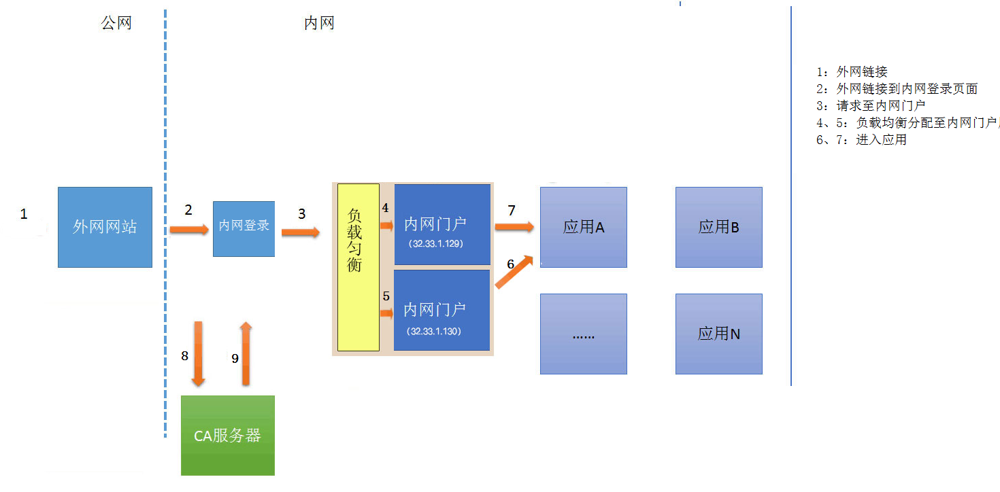 公网
内网
1：外网链接
2：外网链接到内网登录页面
3：请求至内网门户
4、5：负载均衡分配至内网门户
6、7：进入应用
1
外网网站
2
内网登录
3
负载匀衡
4
内网门户
（32.33.1.129）
5
内网门户
（32.33.1.130）
7
6
应用A
应用B
……
应用N
8
9
CA服务器